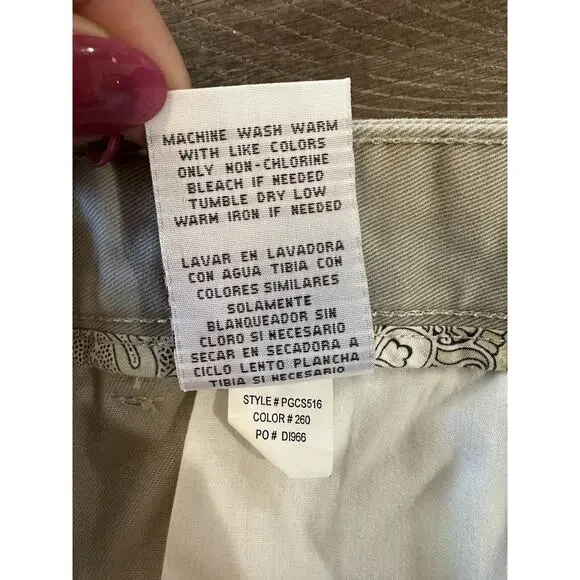 MACHINE WASH WARM
WITH LIKE COLORS
ONLY NON-CHLORINE
BLEACH IF NEEDED
TUMBLE DRY LOW
WARM IRON IF NEEDED
LAVAR EN LAVADORA
CON AGUA TIBIA CON
COLORES SIMILARES
SOLAMENTE
BLANQUEADOR SIN
CLORO SI NECESARIO
SECAR EN SECADORA A
CICLO LENTO PLANCHA
TIBIA SI NECESARIO
STYLE # PGCS516
COLOR # 260
PO # DI966